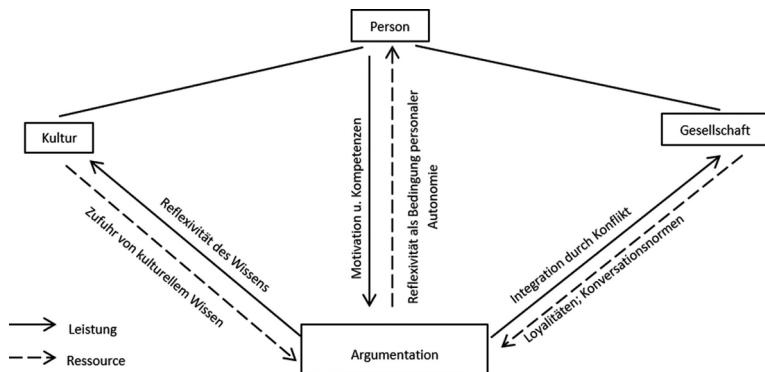 Person
Kultur
Gesellschaft
Motivation u. Kompetenzen
Reflexivität als Bedingung personaler
Autonomie
Reflexivität des Wissens
Zufuhr von kulturellem Wissen
Integration durch Konflikt
Loyalitäten; Konversationsnormen
Leistung
Ressource
Argumentation